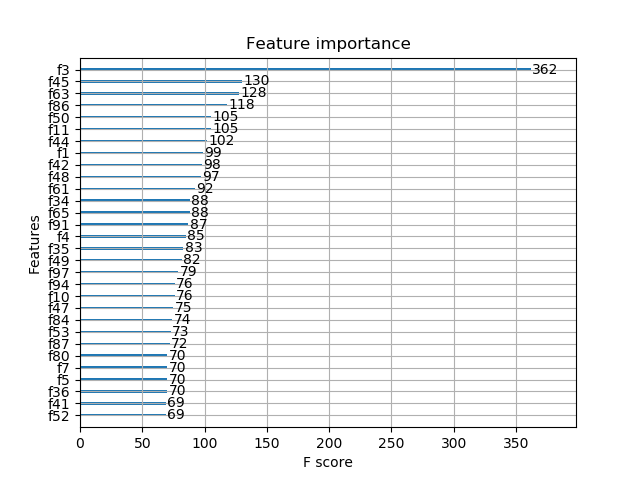 Feature importance
f3 362
f45 130
f63 128
f86 118
f50 105
f11 105
f44 102
f1 99
f42 98
f48 97
f61 92
f34 88
f65 88
f91 87
f4 85
f35 83
f49 82
f97 79
f94 76
f10 76
f47 75
f84 74
f53 73
f87 72
f80 70
f7 70
f5 70
f36 70
f41 69
f52 69
Features
0 50 100 150 200 250 300 350
F score